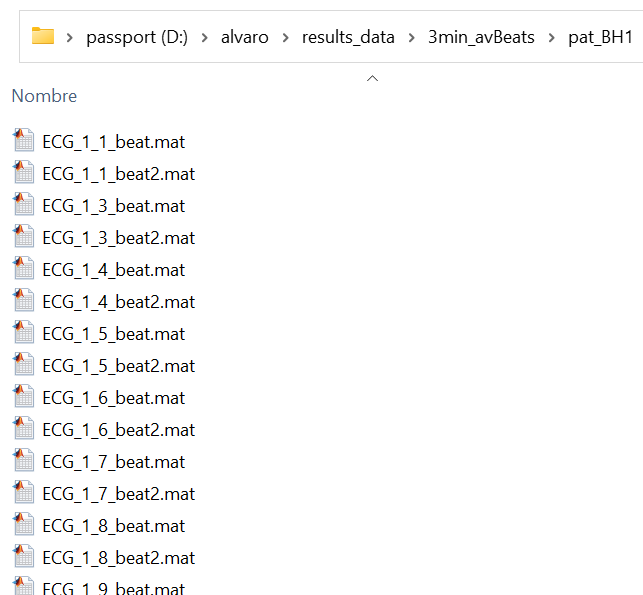 passport (D:) > alvaro > results_data > 3min_avBeats > pat_BH1
Nombre
ECG_1_1_beat.mat
ECG_1_1_beat2.mat
ECG_1_3_beat.mat
ECG_1_3_beat2.mat
ECG_1_4_beat.mat
ECG_1_4_beat2.mat
ECG_1_5_beat.mat
ECG_1_5_beat2.mat
ECG_1_6_beat.mat
ECG_1_6_beat2.mat
ECG_1_7_beat.mat
ECG_1_7_beat2.mat
ECG_1_8_beat.mat
ECG_1_8_beat2.mat
ECG_1_9_beat.mat